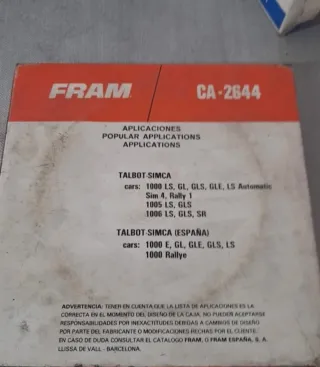 FRAM
CA-2644
APLICACIONES
POPULAR APPLICATIONS
APPLICATIONS
TALBOT-SIMCA
cars: 1000 LS, GL, GLS, GLE, LS Automatic
Sim 4, Rally 1
1005 LS, GLS
1006 LS, GLS, SR
TALBOT-SIMCA (ESPAÑA)
cars: 1000 E, GL, GLE, GLS, LS
1000 Rallye
ADVERTENCIA: TENER EN CUENTA QUE LA LISTA DE APLICACIONES ES LA
CORRECTA EN EL MOMENTO DEL DISEÑO DE LA CAJA. NO PUEDE ACEPTARSE
RESPONSABILIDADES POR INEXACTITUDES DEBIDAS A CAMBIOS DE DISEÑO
POR PARTE DEL FABRICANTE O MODIFICACIONES HECHAS POR EL CLIENTE.
EN CASO DE DUDA CONSULTAR EL CATALOGO FRAM, O FRAM ESPAÑA, S. A.
LLISSA DE VALL - BARCELONA.